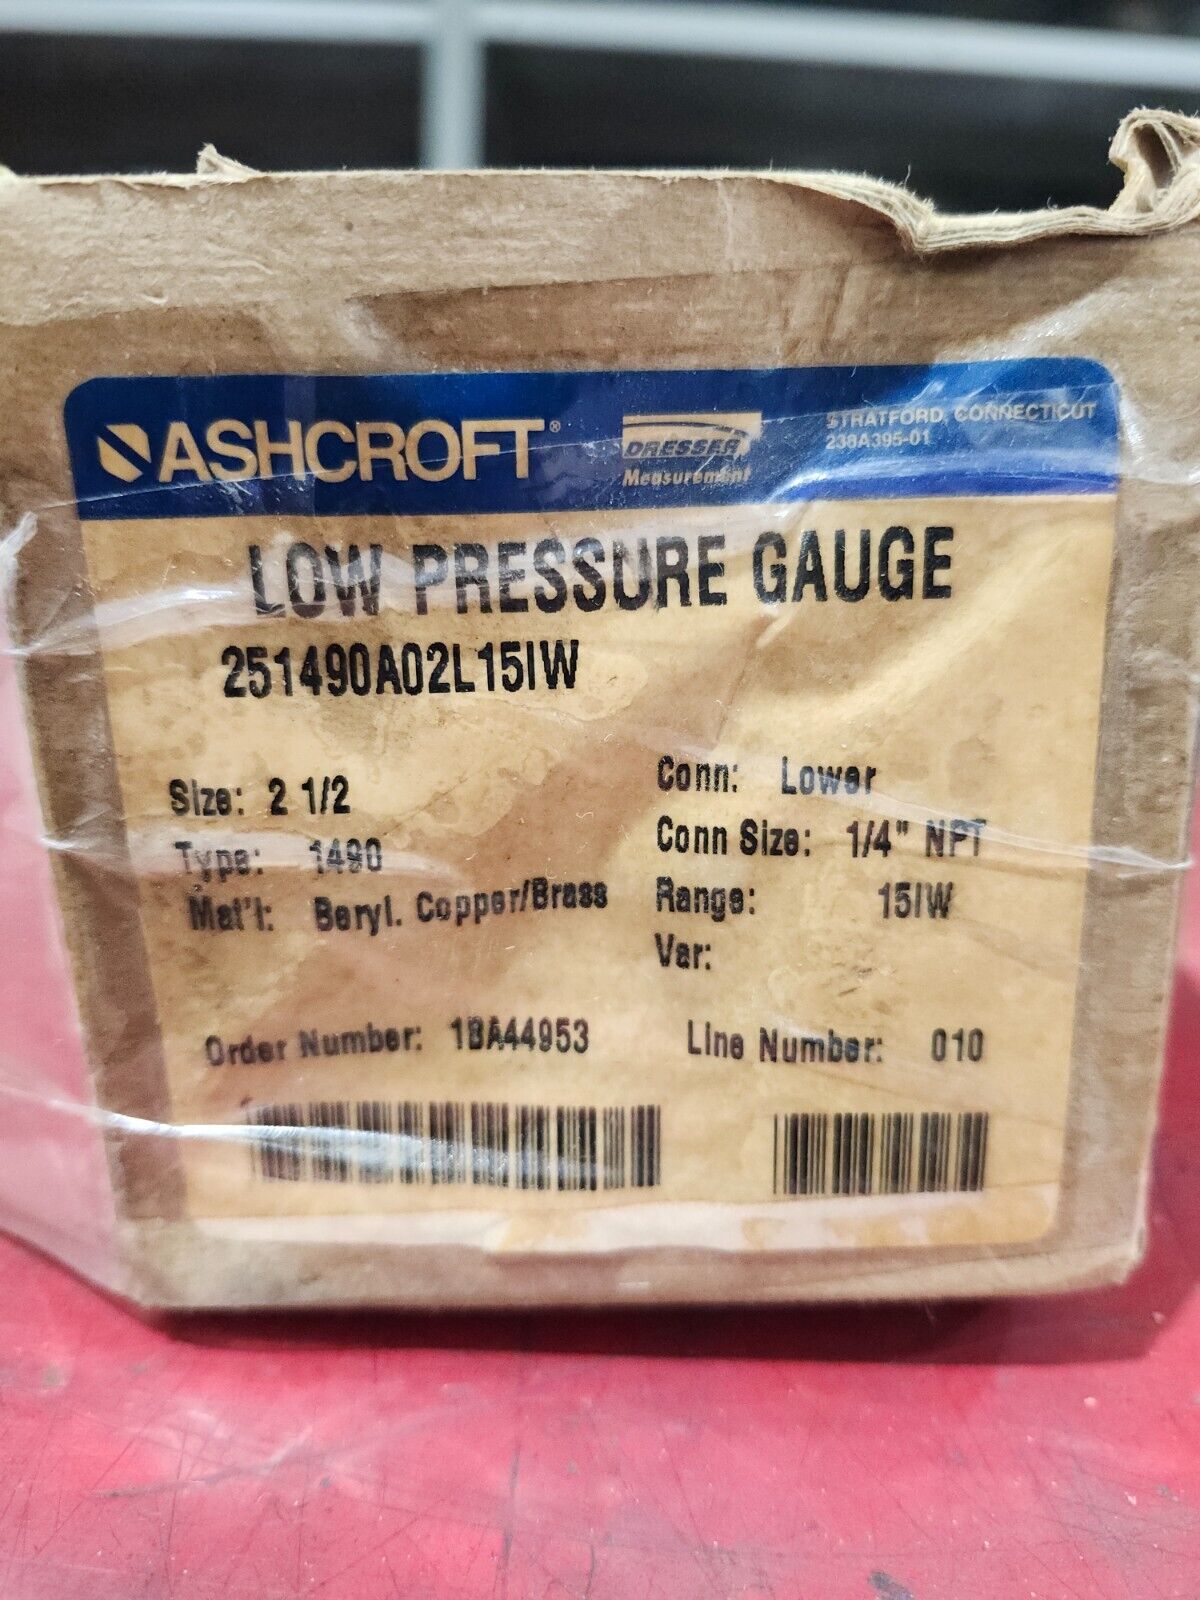 ASHCROFT®
DRESSER
Measurement
STRATFORD, CONNECTICUT
238A395-01
LOW PRESSURE GAUGE
251490A02L15IW
Size: 2 1/2
Type: 1490
Mat'l: Beryl. Copper/Brass
Conn: Lower
Conn Size: 1/4" NPT
Range: 15IW
Var:
Order Number: 1BA44953
Line Number: 010